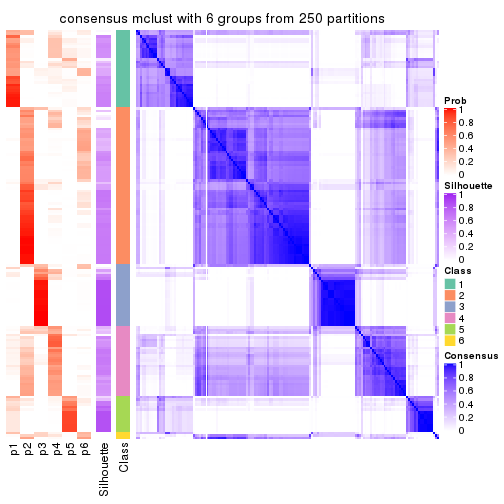 consensus mclust with 6 groups from 250 partitions
Prob
1
0.8
0.6
0.4
0.2
0
Silhouette
1
0.8
0.6
0.4
0.2
0
Class
1
2
3
4
5
6
Consensus
1
0.8
0.6
0.4
0.2
0
p1
p2
p3
p4
p5
p6
Silhouette
Class